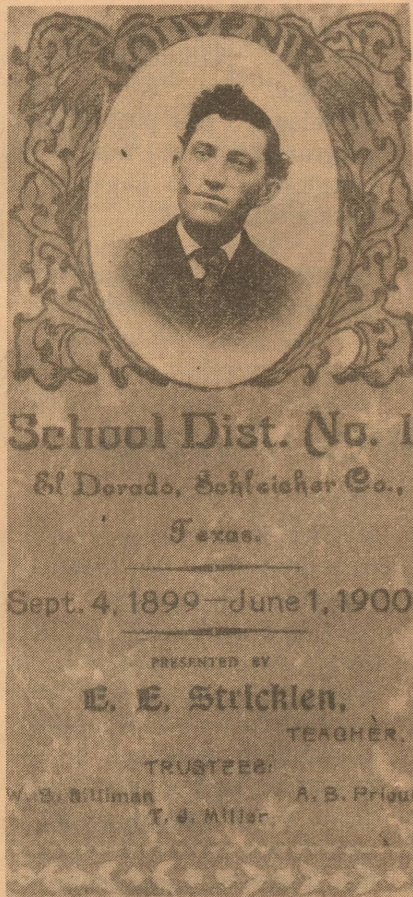 SOUVENIR
School Dist. No. 1
El Dorado, Schleicher Co.,
Texas.
Sept. 4, 1899—June 1, 1900
PRESENTED BY
E. E. Stricklen,
TEACHER.
TRUSTEES:
W. S. A. B.
T. J. Miller